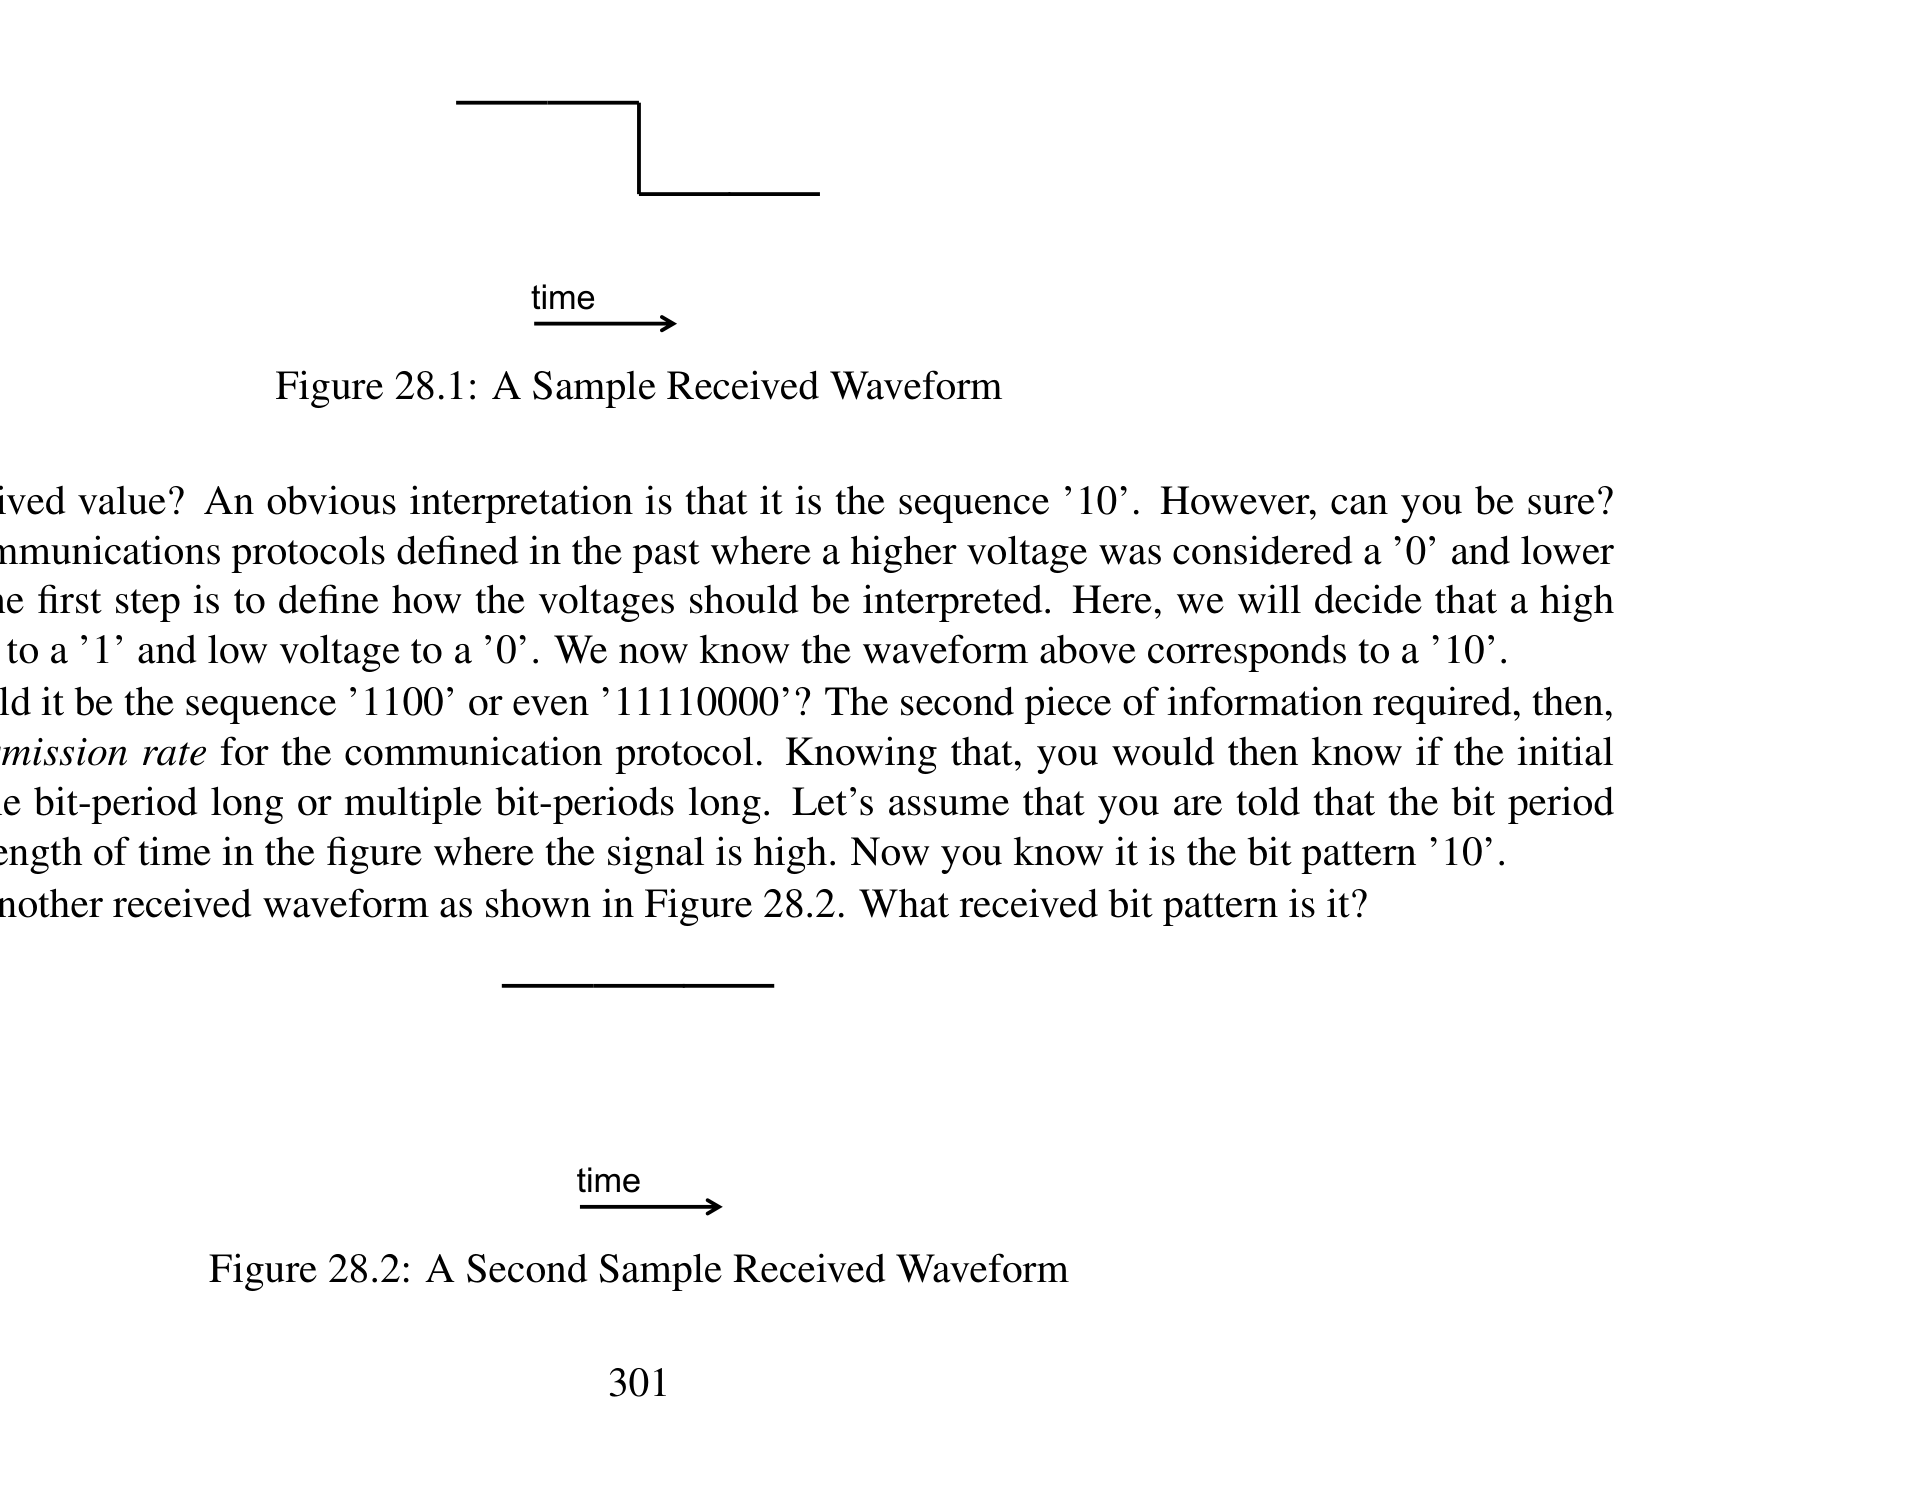 time
Figure 28.1: A Sample Received Waveform
ived value? An obvious interpretation is that it is the sequence ’10’. However, can you be sure?
mmunications protocols defined in the past where a higher voltage was considered a ’0’ and lower
he first step is to define how the voltages should be interpreted. Here, we will decide that a high
to a ’1’ and low voltage to a ’0’. We now know the waveform above corresponds to a ’10’.
ld it be the sequence ’1100’ or even ’11110000’? The second piece of information required, then,
mission rate for the communication protocol. Knowing that, you would then know if the initial
le bit-period long or multiple bit-periods long. Let’s assume that you are told that the bit period
ength of time in the figure where the signal is high. Now you know it is the bit pattern ’10’.
nother received waveform as shown in Figure 28.2. What received bit pattern is it?
time
Figure 28.2: A Second Sample Received Waveform
301